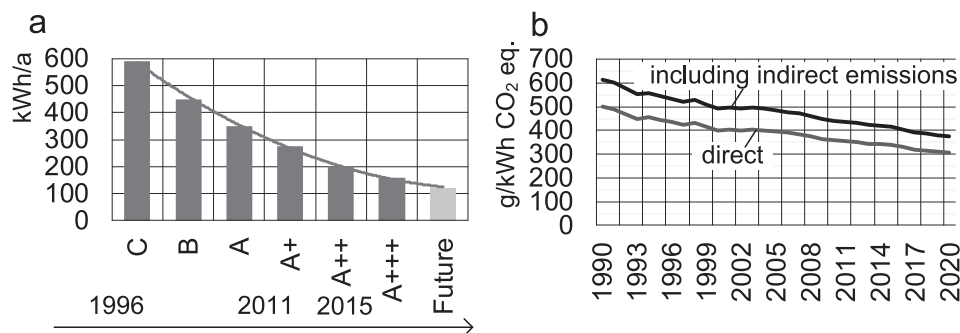 a
kWh/a
600
500
400
300
200
100
0
C
B
A
A+
A++
A+++
Future
1996
2011
2015
b
g/kWh CO₂ eq.
700
600
500
400
300
200
100
0
including indirect emissions
direct
1990
1993
1996
1999
2002
2005
2008
2011
2014
2017
2020